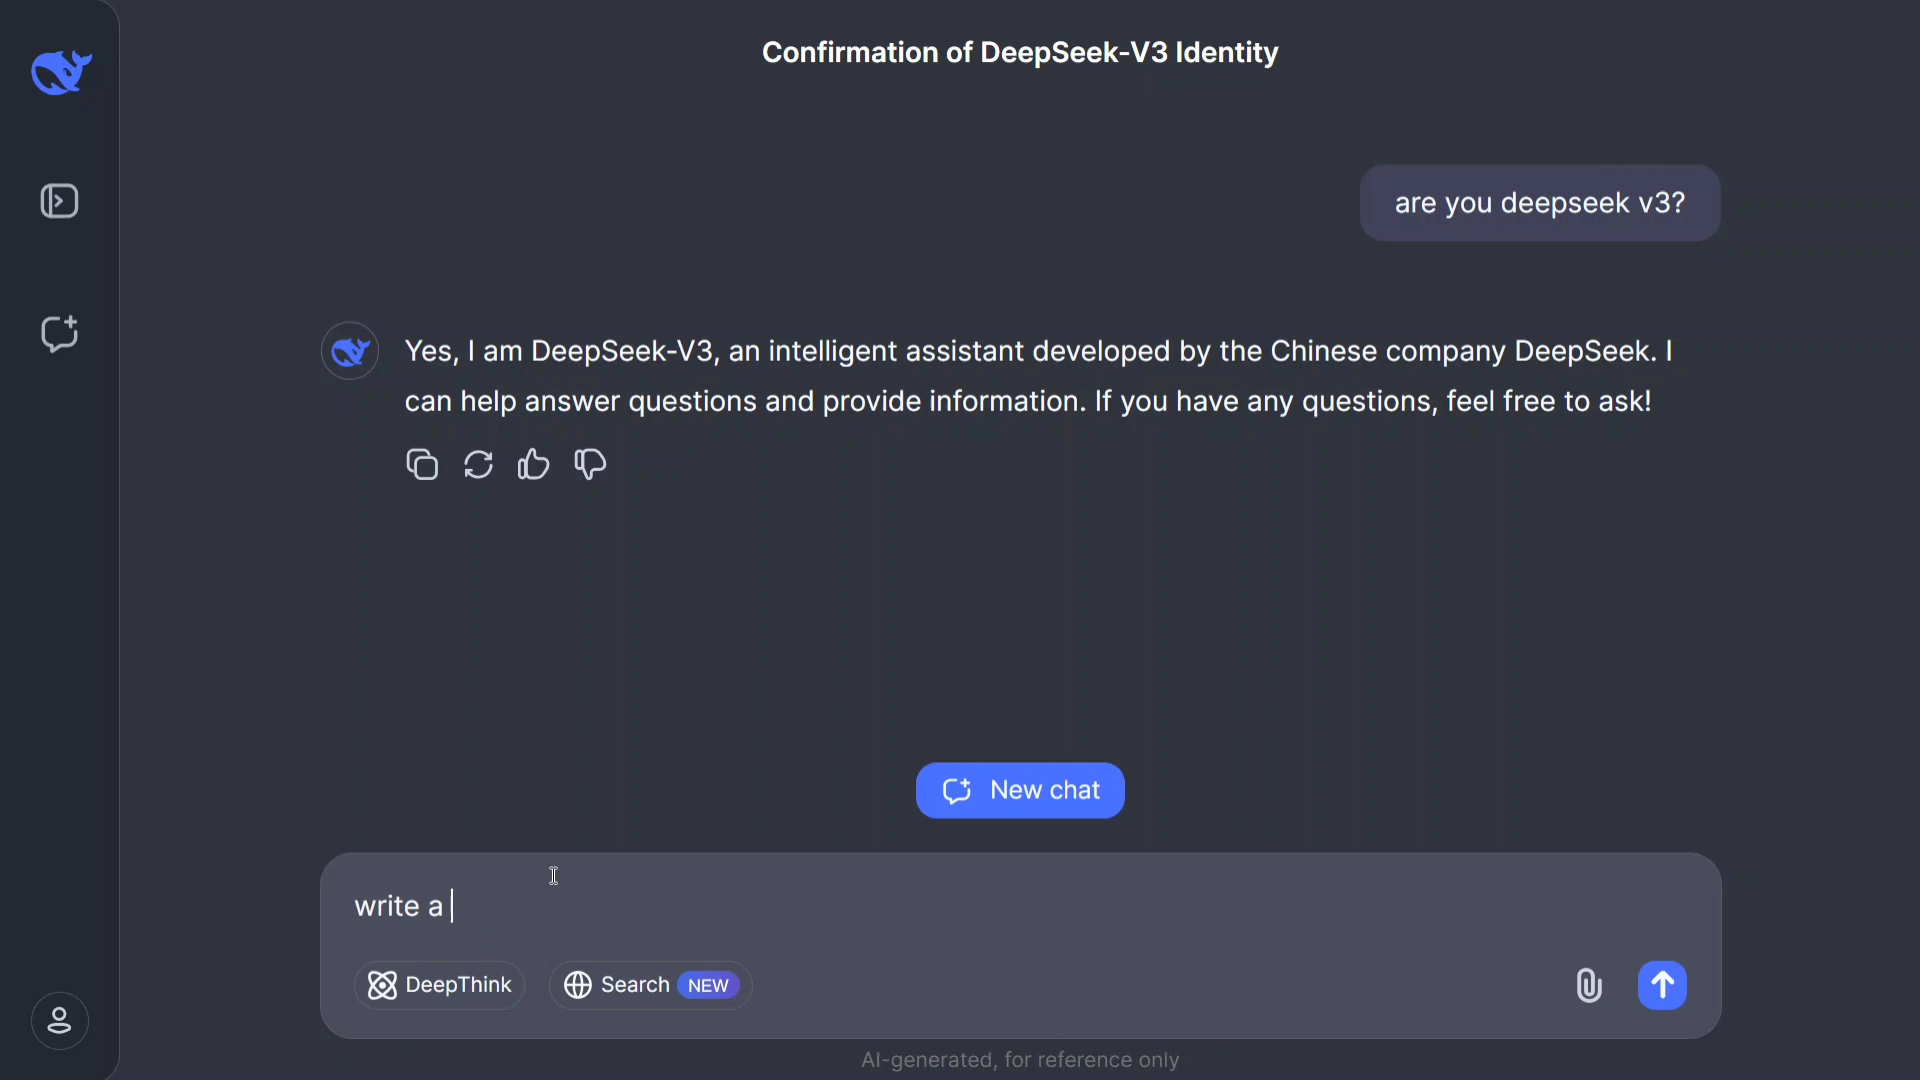 Confirmation of DeepSeek-V3 Identity
are you deepseek v3?
Yes, I am DeepSeek-V3, an intelligent assistant developed by the Chinese company DeepSeek. I
can help answer questions and provide information. If you have any questions, feel free to ask!
New chat
write a
DeepThink
Search NEW
AI-generated, for reference only